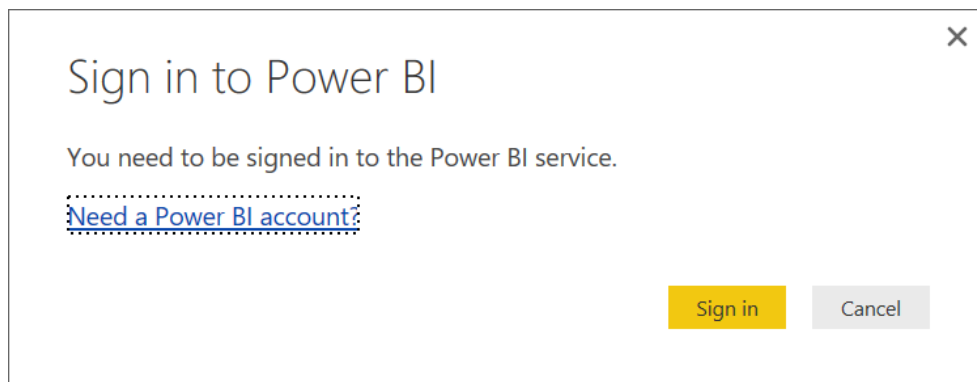 Sign in to Power BI
You need to be signed in to the Power BI service.
Need a Power BI account?
Sign in
Cancel